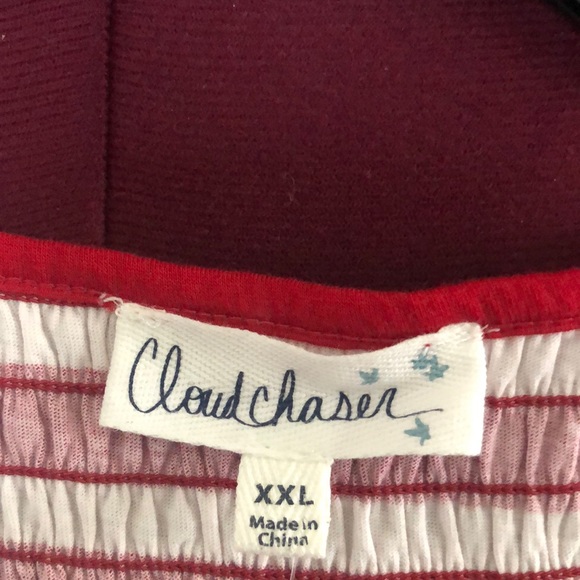 Cloudchaser
XXL
Made in
China